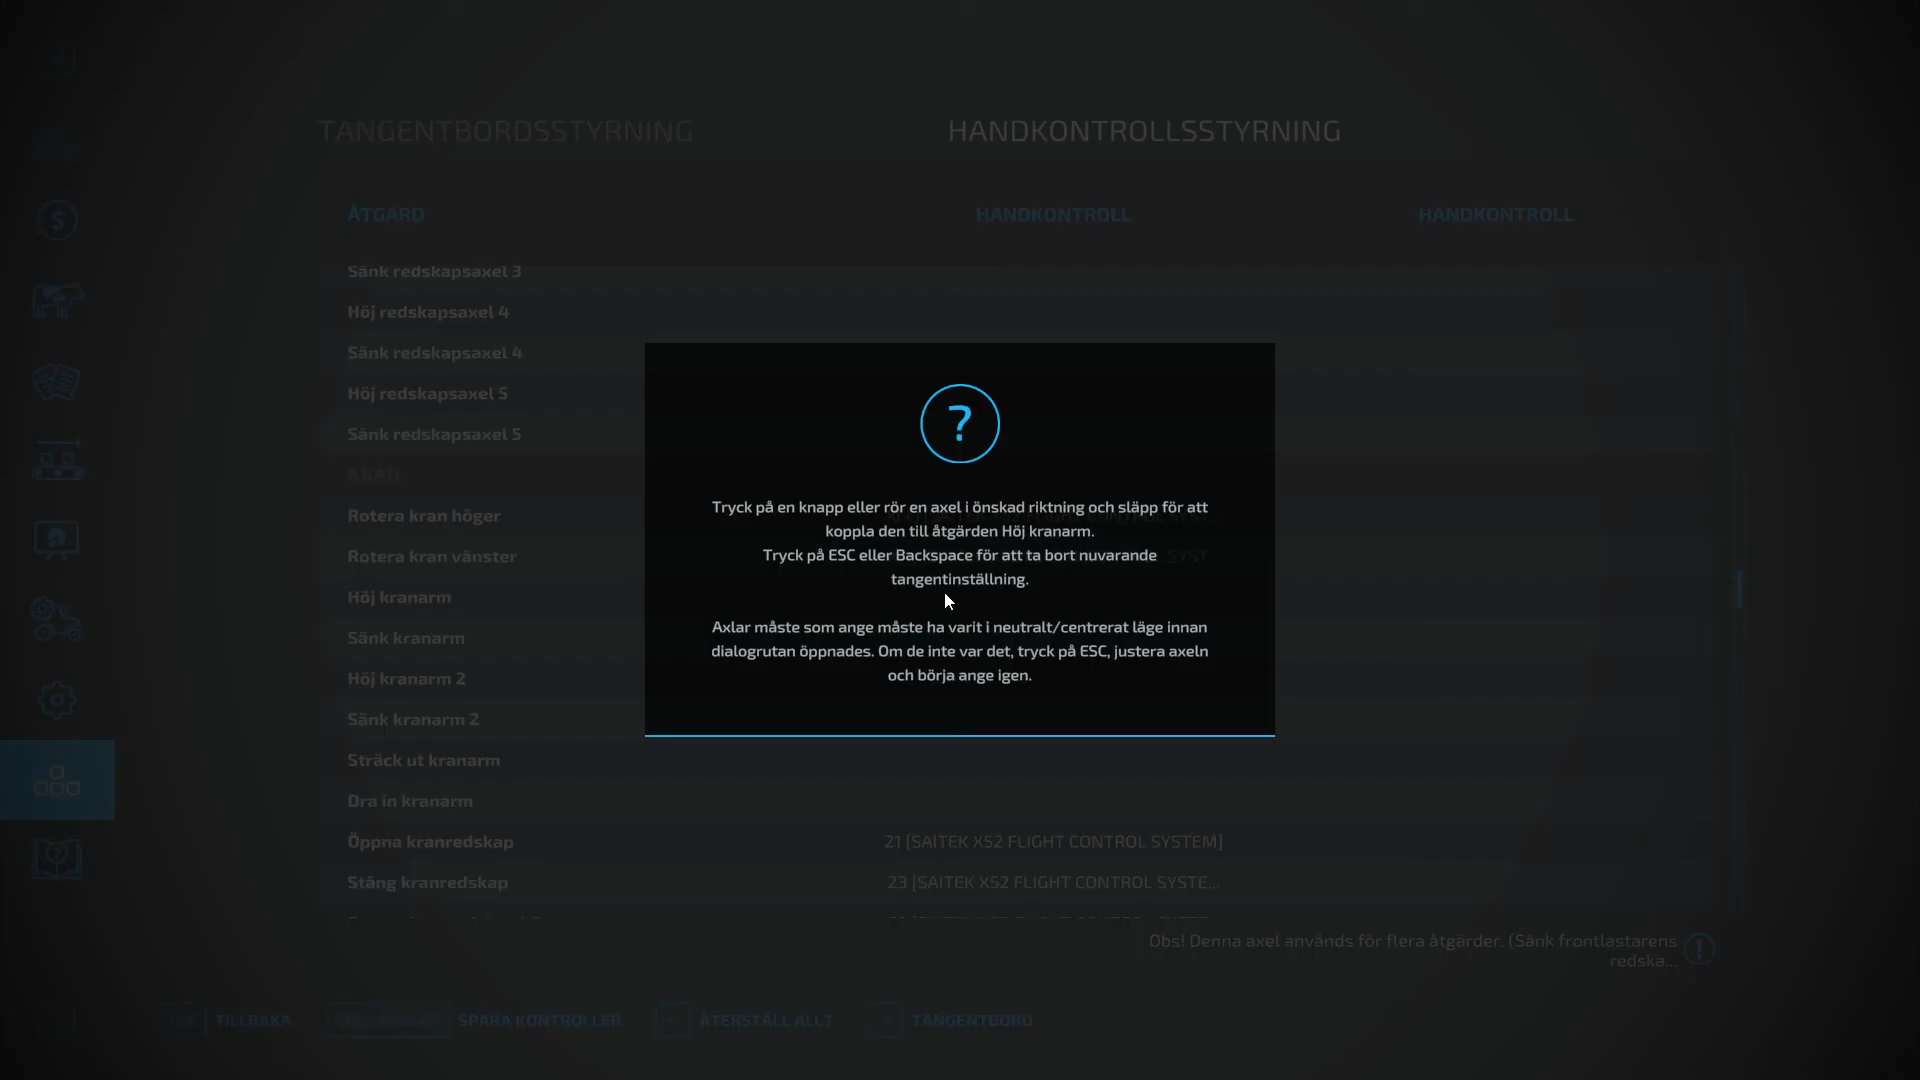 TANGENTBORDSSTYRNING
HANDKONTROLLSSTYRNING
ÅTGÄRD
HANDKONTROLL
HANDKONTROLL
Sänk redskapsaxel 3
Höj redskapsaxel 4
Sänk redskapsaxel 4
Höj redskapsaxel 5
Sänk redskapsaxel 5
Rotera kran höger
Rotera kran vänster
Höj kranarm
Sänk kranarm
Höj kranarm 2
Sänk kranarm 2
Sträck ut kranarm
Dra in kranarm
Öppna kranredskap
21 [SAITEK X52 FLIGHT CONTROL SYSTEM]
Stäng kranredskap
23 [SAITEK X52 FLIGHT CONTROL SYSTE...
?
Tryck på en knapp eller rör en axel i önskad riktning och släpp för att
koppla den till åtgärden Höj kranarm.
Tryck på ESC eller Backspace för att ta bort nuvarande
tangentinställning.
Axlar måste som ange måste ha varit i neutralt/centrerat läge innan
dialogrutan öppnades. Om de inte var det, tryck på ESC, justera axeln
och börja ange igen.
Obs! Denna axel används för flera åtgärder. (Sänk frontlastarens
redska...
TILLBAKA
SPARA KONTROLLER
ÅTERSTÄLL ALLT
TANGENTBORD